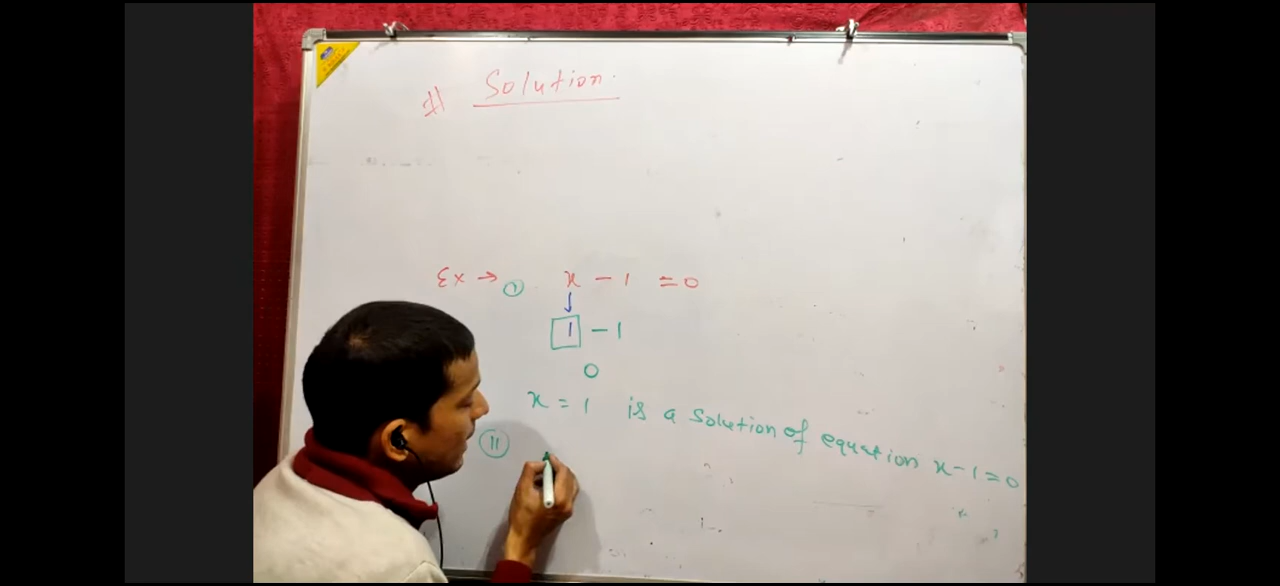 # Solution.
Ex → (i) x - 1 = 0
↓
1 - 1
0
x = 1 is a solution of equation x-1=0
(ii)